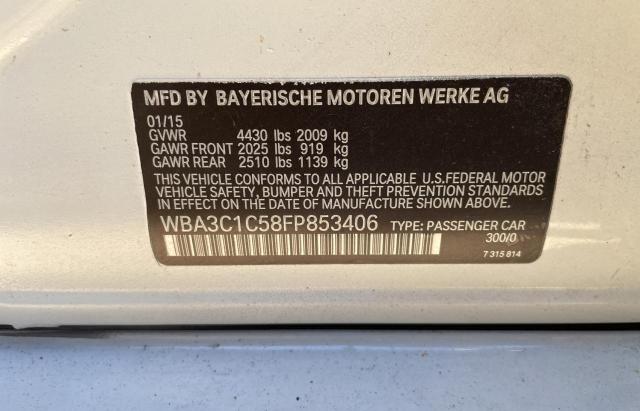 MFD BY BAYERISCHE MOTOREN WERKE AG
01/15
GVWR 4430 lbs 2009 kg
GAWR FRONT 2025 lbs 919 kg
GAWR REAR 2510 lbs 1139 kg
THIS VEHICLE CONFORMS TO ALL APPLICABLE U.S.FEDERAL MOTOR
VEHICLE SAFETY, BUMPER AND THEFT PREVENTION STANDARDS
IN EFFECT ON THE DATE OF MANUFACTURE SHOWN ABOVE.
WBA3C1C58FP853406 TYPE: PASSENGER CAR
300/0
7 315 814